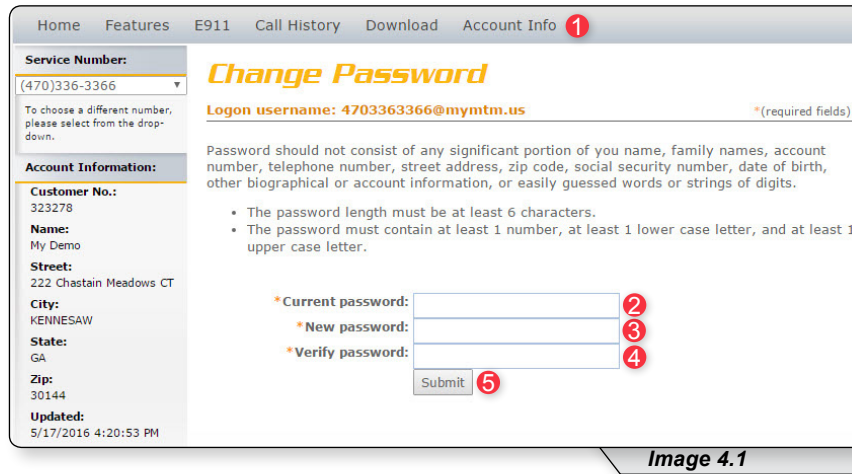 Home Features E911 Call History Download Account Info 1
Service Number:
(470)336-3366
To choose a different number,
please select from the drop-
down.
Account Information:
Customer No.:
323278
Name:
My Demo
Street:
222 Chastain Meadows CT
City:
KENNESAW
State:
GA
Zip:
30144
Updated:
5/17/2016 4:20:53 PM
Change Password
Logon username: 4703363366@mymtm.us *(required fields)
Password should not consist of any significant portion of you name, family names, account
number, telephone number, street address, zip code, social security number, date of birth,
other biographical or account information, or easily guessed words or strings of digits.
• The password length must be at least 6 characters.
• The password must contain at least 1 number, at least 1 lower case letter, and at least 1
upper case letter.
*Current password: 2
*New password: 3
*Verify password: 4
Submit 5
Image 4.1